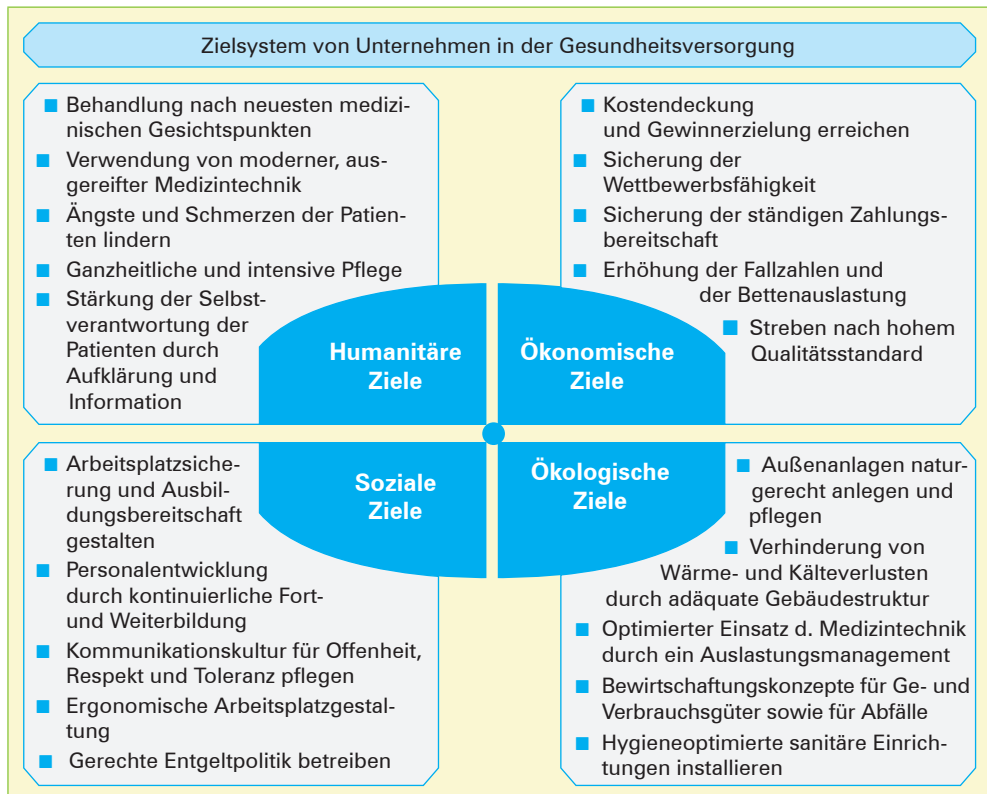 Zielsystem von Unternehmen in der Gesundheitsversorgung
■ Behandlung nach neuesten medizi-
nischen Gesichtspunkten
■ Verwendung von moderner, aus-
gereifter Medizintechnik
■ Ängste und Schmerzen der Patien-
ten lindern
■ Ganzheitliche und intensive Pflege
■ Stärkung der Selbst-
verantwortung der
Patienten durch
Aufklärung und
Information
■ Kostendeckung
und Gewinnerzielung erreichen
■ Sicherung der
Wettbewerbsfähigkeit
■ Sicherung der ständigen Zahlungs-
bereitschaft
■ Erhöhung der Fallzahlen und
der Bettenauslastung
■ Streben nach hohem
Qualitätsstandard
Humanitäre
Ziele
Ökonomische
Ziele
Soziale
Ziele
Ökologische
Ziele
■ Arbeitsplatzsiche-
rung und Ausbil-
dungsbereitschaft
gestalten
■ Personalentwicklung
durch kontinuierliche Fort-
und Weiterbildung
■ Kommunikationskultur für Offenheit,
Respekt und Toleranz pflegen
■ Ergonomische Arbeitsplatzgestal-
tung
■ Gerechte Entgeltpolitik betreiben
■ Außenanlagen natur-
gerecht anlegen und
pflegen
■ Verhinderung von
Wärme- und Kälteverlusten
durch adäquate Gebäudestruktur
■ Optimierter Einsatz d. Medizintechnik
durch ein Auslastungsmanagement
■ Bewirtschaftungskonzepte für Ge- und
Verbrauchsgüter sowie für Abfälle
■ Hygieneoptimierte sanitäre Einrich-
tungen installieren